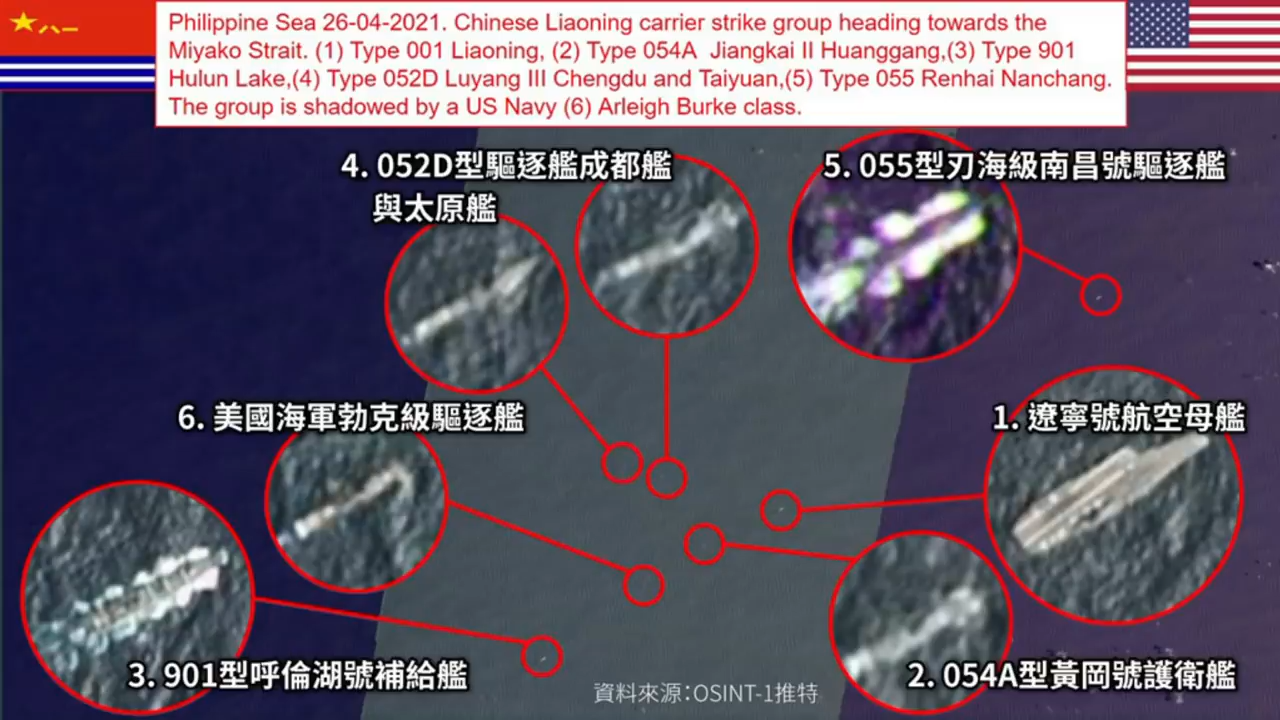 Philippine Sea 26-04-2021. Chinese Liaoning carrier strike group heading towards the
Miyako Strait. (1) Type 001 Liaoning, (2) Type 054A Jiangkai II Huanggang,(3) Type 901
Hulun Lake,(4) Type 052D Luyang III Chengdu and Taiyuan,(5) Type 055 Renhai Nanchang.
The group is shadowed by a US Navy (6) Arleigh Burke class.
八一
4. 052D型驅逐艦成都艦
與太原艦
5. 055型刃海級南昌號驅逐艦
6. 美國海軍勃克級驅逐艦
1. 遼寧號航空母艦
3. 901型呼倫湖號補給艦
2. 054A型黃岡號護衛艦
資料來源:OSINT-1推特